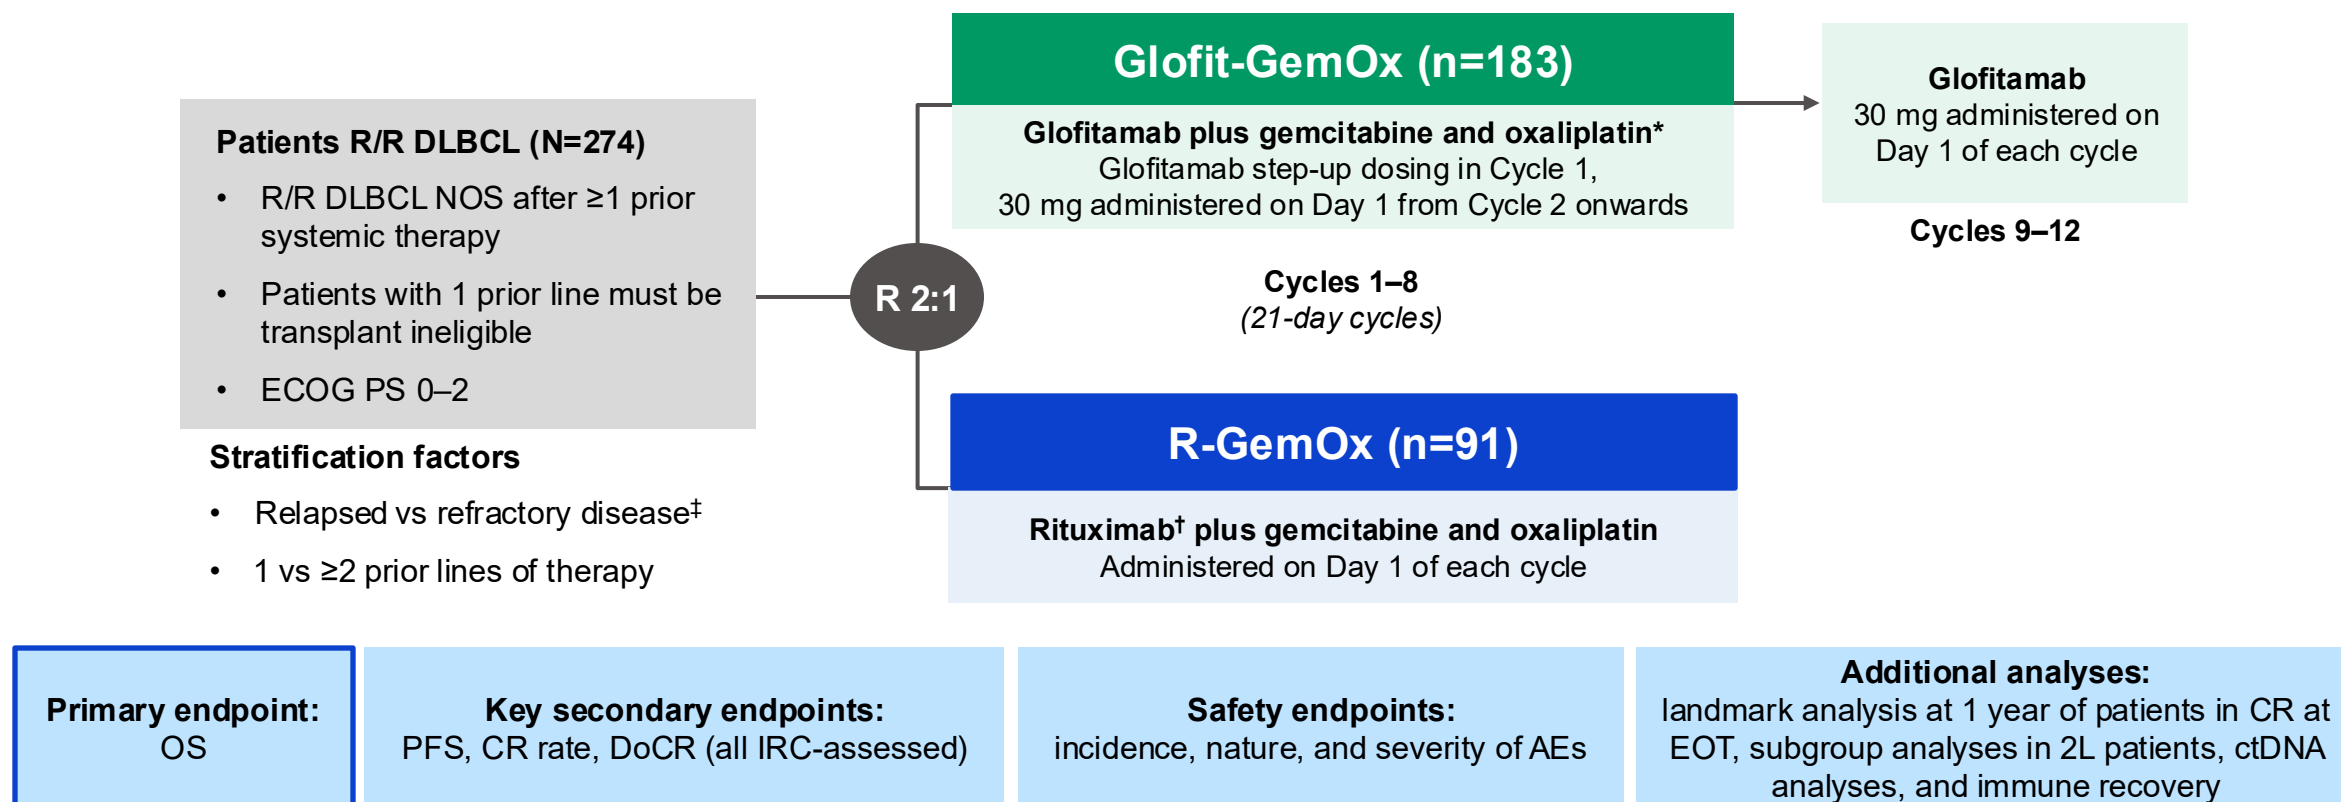 Patients R/R DLBCL (N=274)
• R/R DLBCL NOS after ≥1 prior
systemic therapy
• Patients with 1 prior line must be
transplant ineligible
• ECOG PS 0–2
Stratification factors
• Relapsed vs refractory disease‡
• 1 vs ≥2 prior lines of therapy
R 2:1
Glofit-GemOx (n=183)
Glofitamab plus gemcitabine and oxaliplatin*
Glofitamab step-up dosing in Cycle 1,
30 mg administered on Day 1 from Cycle 2 onwards
Cycles 1–8
(21-day cycles)
Glofitamab
30 mg administered on
Day 1 of each cycle
Cycles 9–12
R-GemOx (n=91)
Rituximab† plus gemcitabine and oxaliplatin
Administered on Day 1 of each cycle
Primary endpoint:
OS
Key secondary endpoints:
PFS, CR rate, DoCR (all IRC-assessed)
Safety endpoints:
incidence, nature, and severity of AEs
Additional analyses:
landmark analysis at 1 year of patients in CR at
EOT, subgroup analyses in 2L patients, ctDNA
analyses, and immune recovery